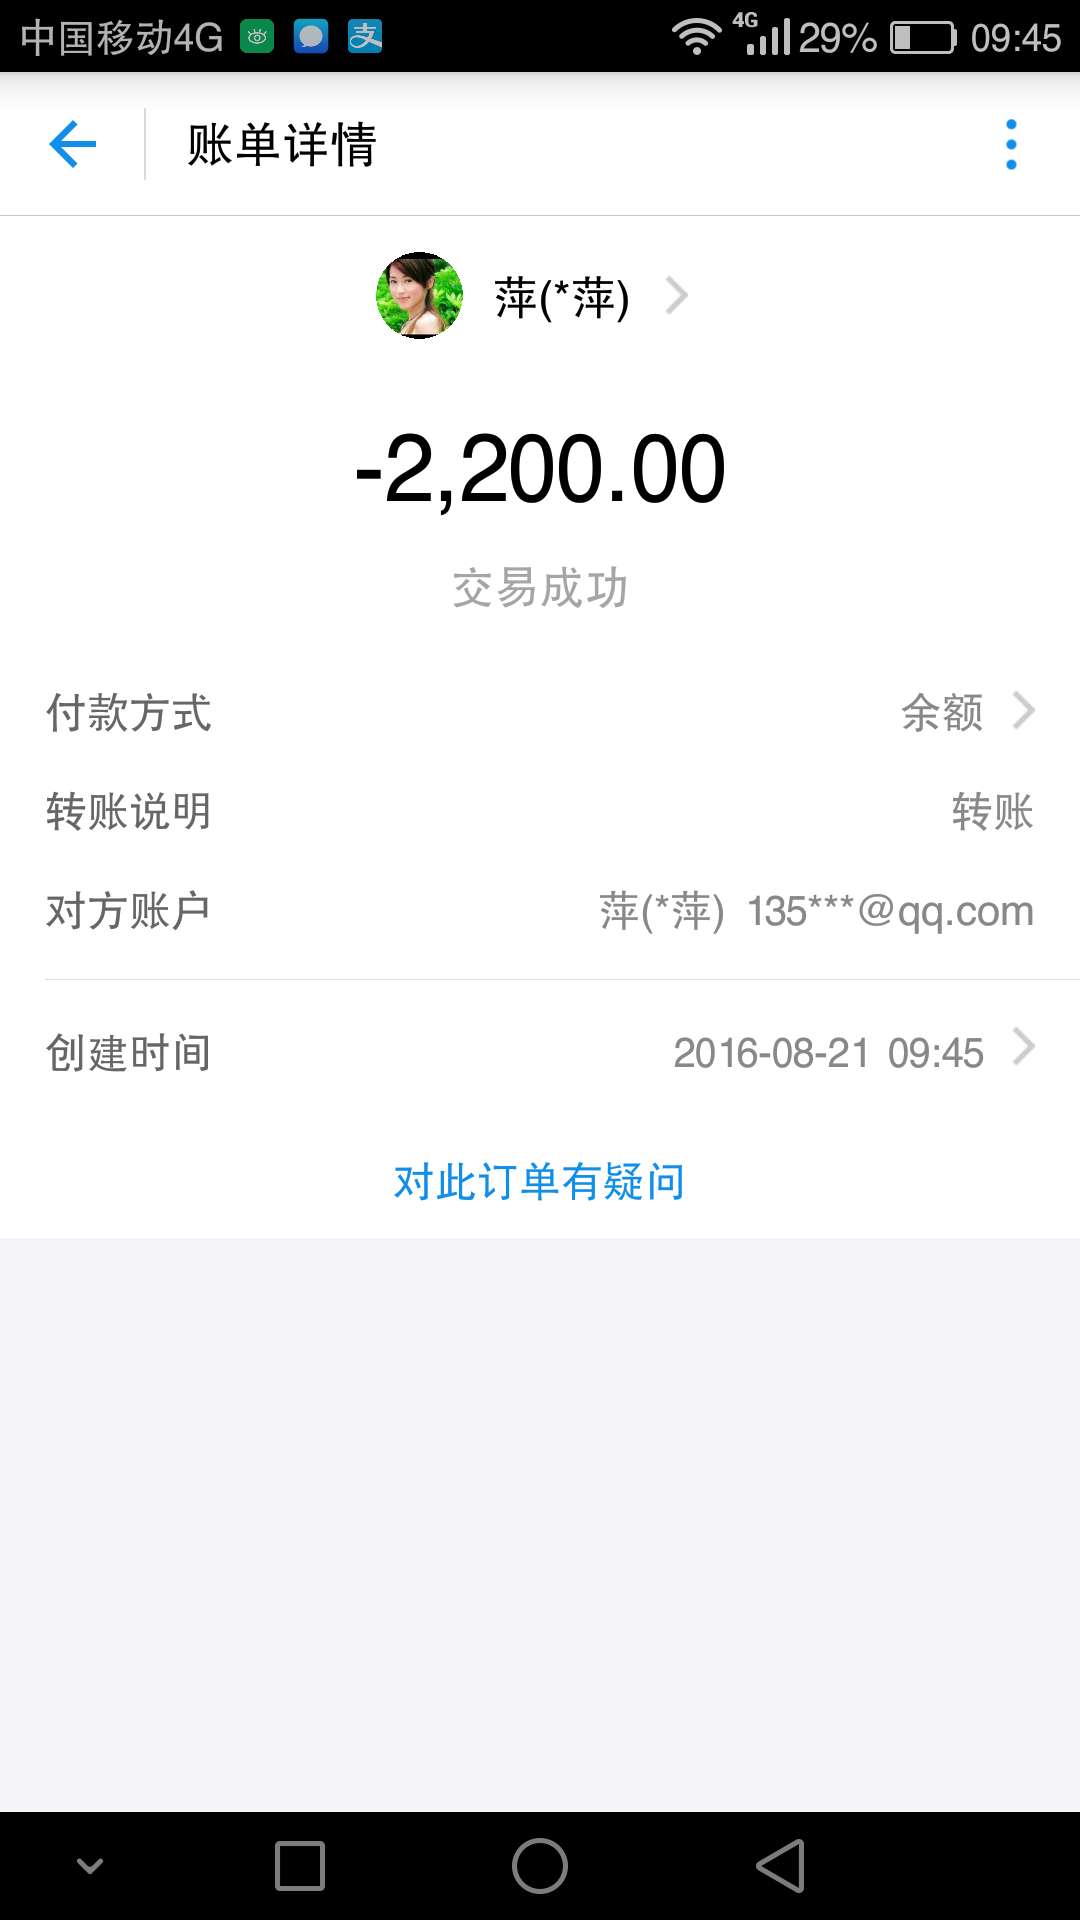 中国移动4G 4G 29% 09:45
账单详情
萍(*萍)
-2,200.00
交易成功
付款方式 余额
转账说明 转账
对方账户 萍(*萍) 135***@qq.com
创建时间 2016-08-21 09:45
对此订单有疑问